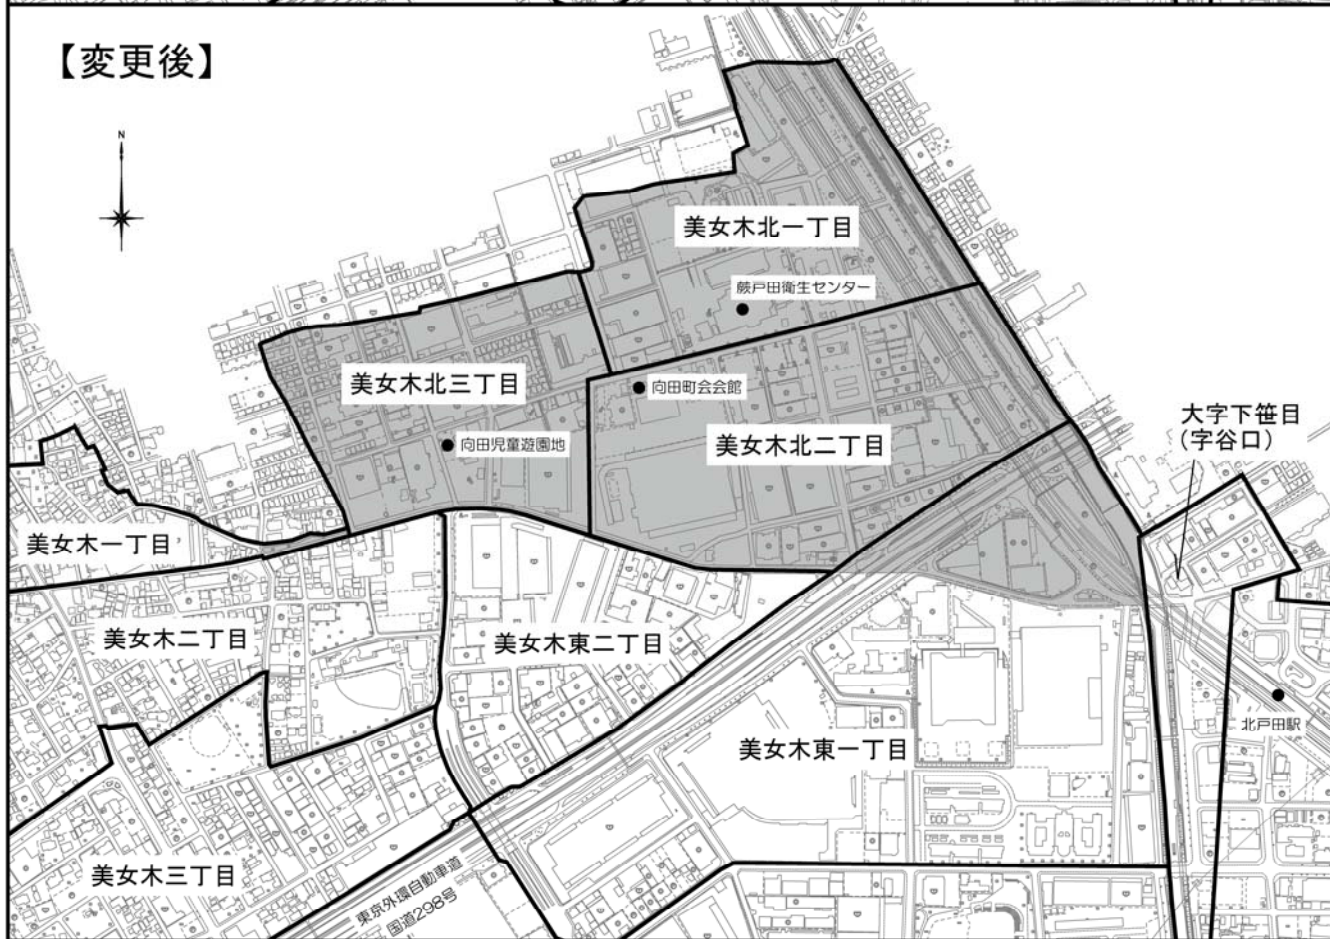 【変更後】
N
美女木北一丁目
蕨戸田衛生センター
美女木北三丁目
向田町会会館
向田児童遊園地
美女木北二丁目
大字下笹目
(字谷口)
美女木一丁目
美女木二丁目
美女木東二丁目
北戸田駅
美女木東一丁目
美女木三丁目
東京外環自動車道
国道298号